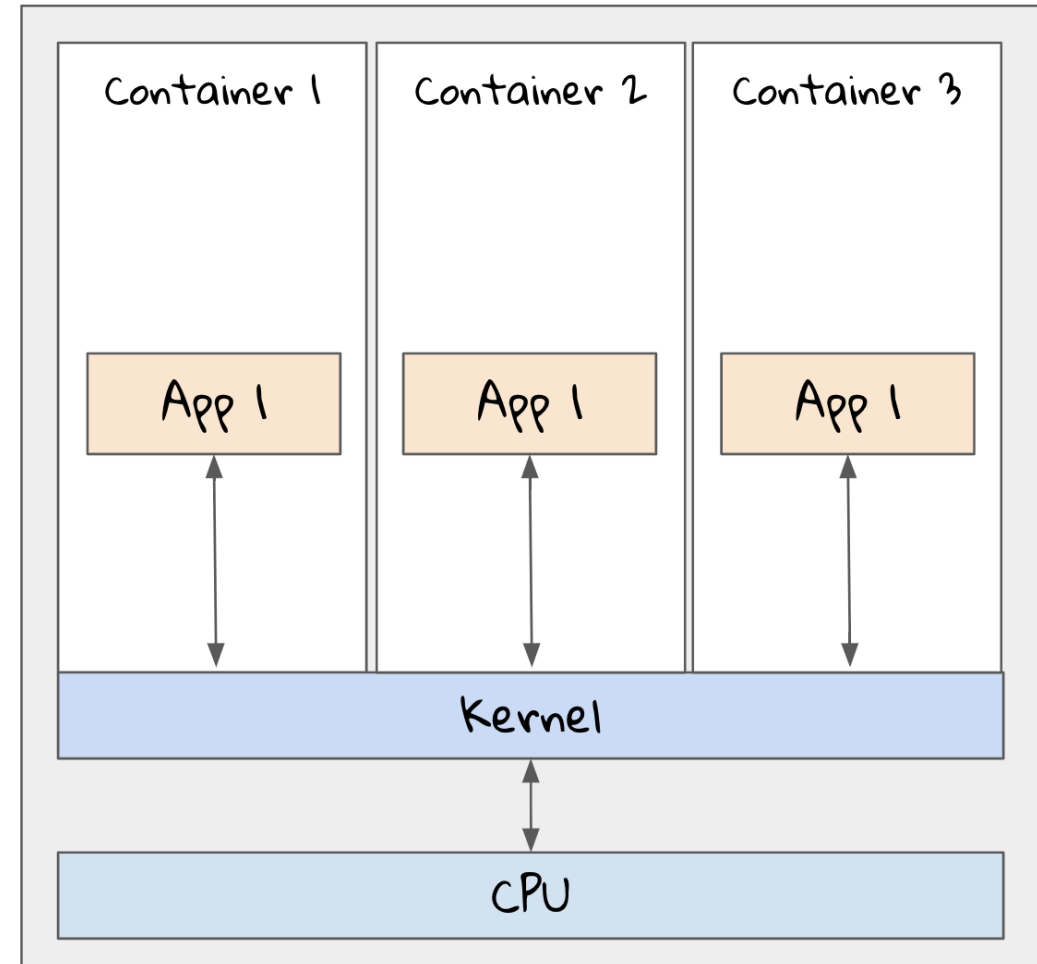 Container 1
Container 2
Container 3
App 1
App 1
App 1
Kernel
CPU